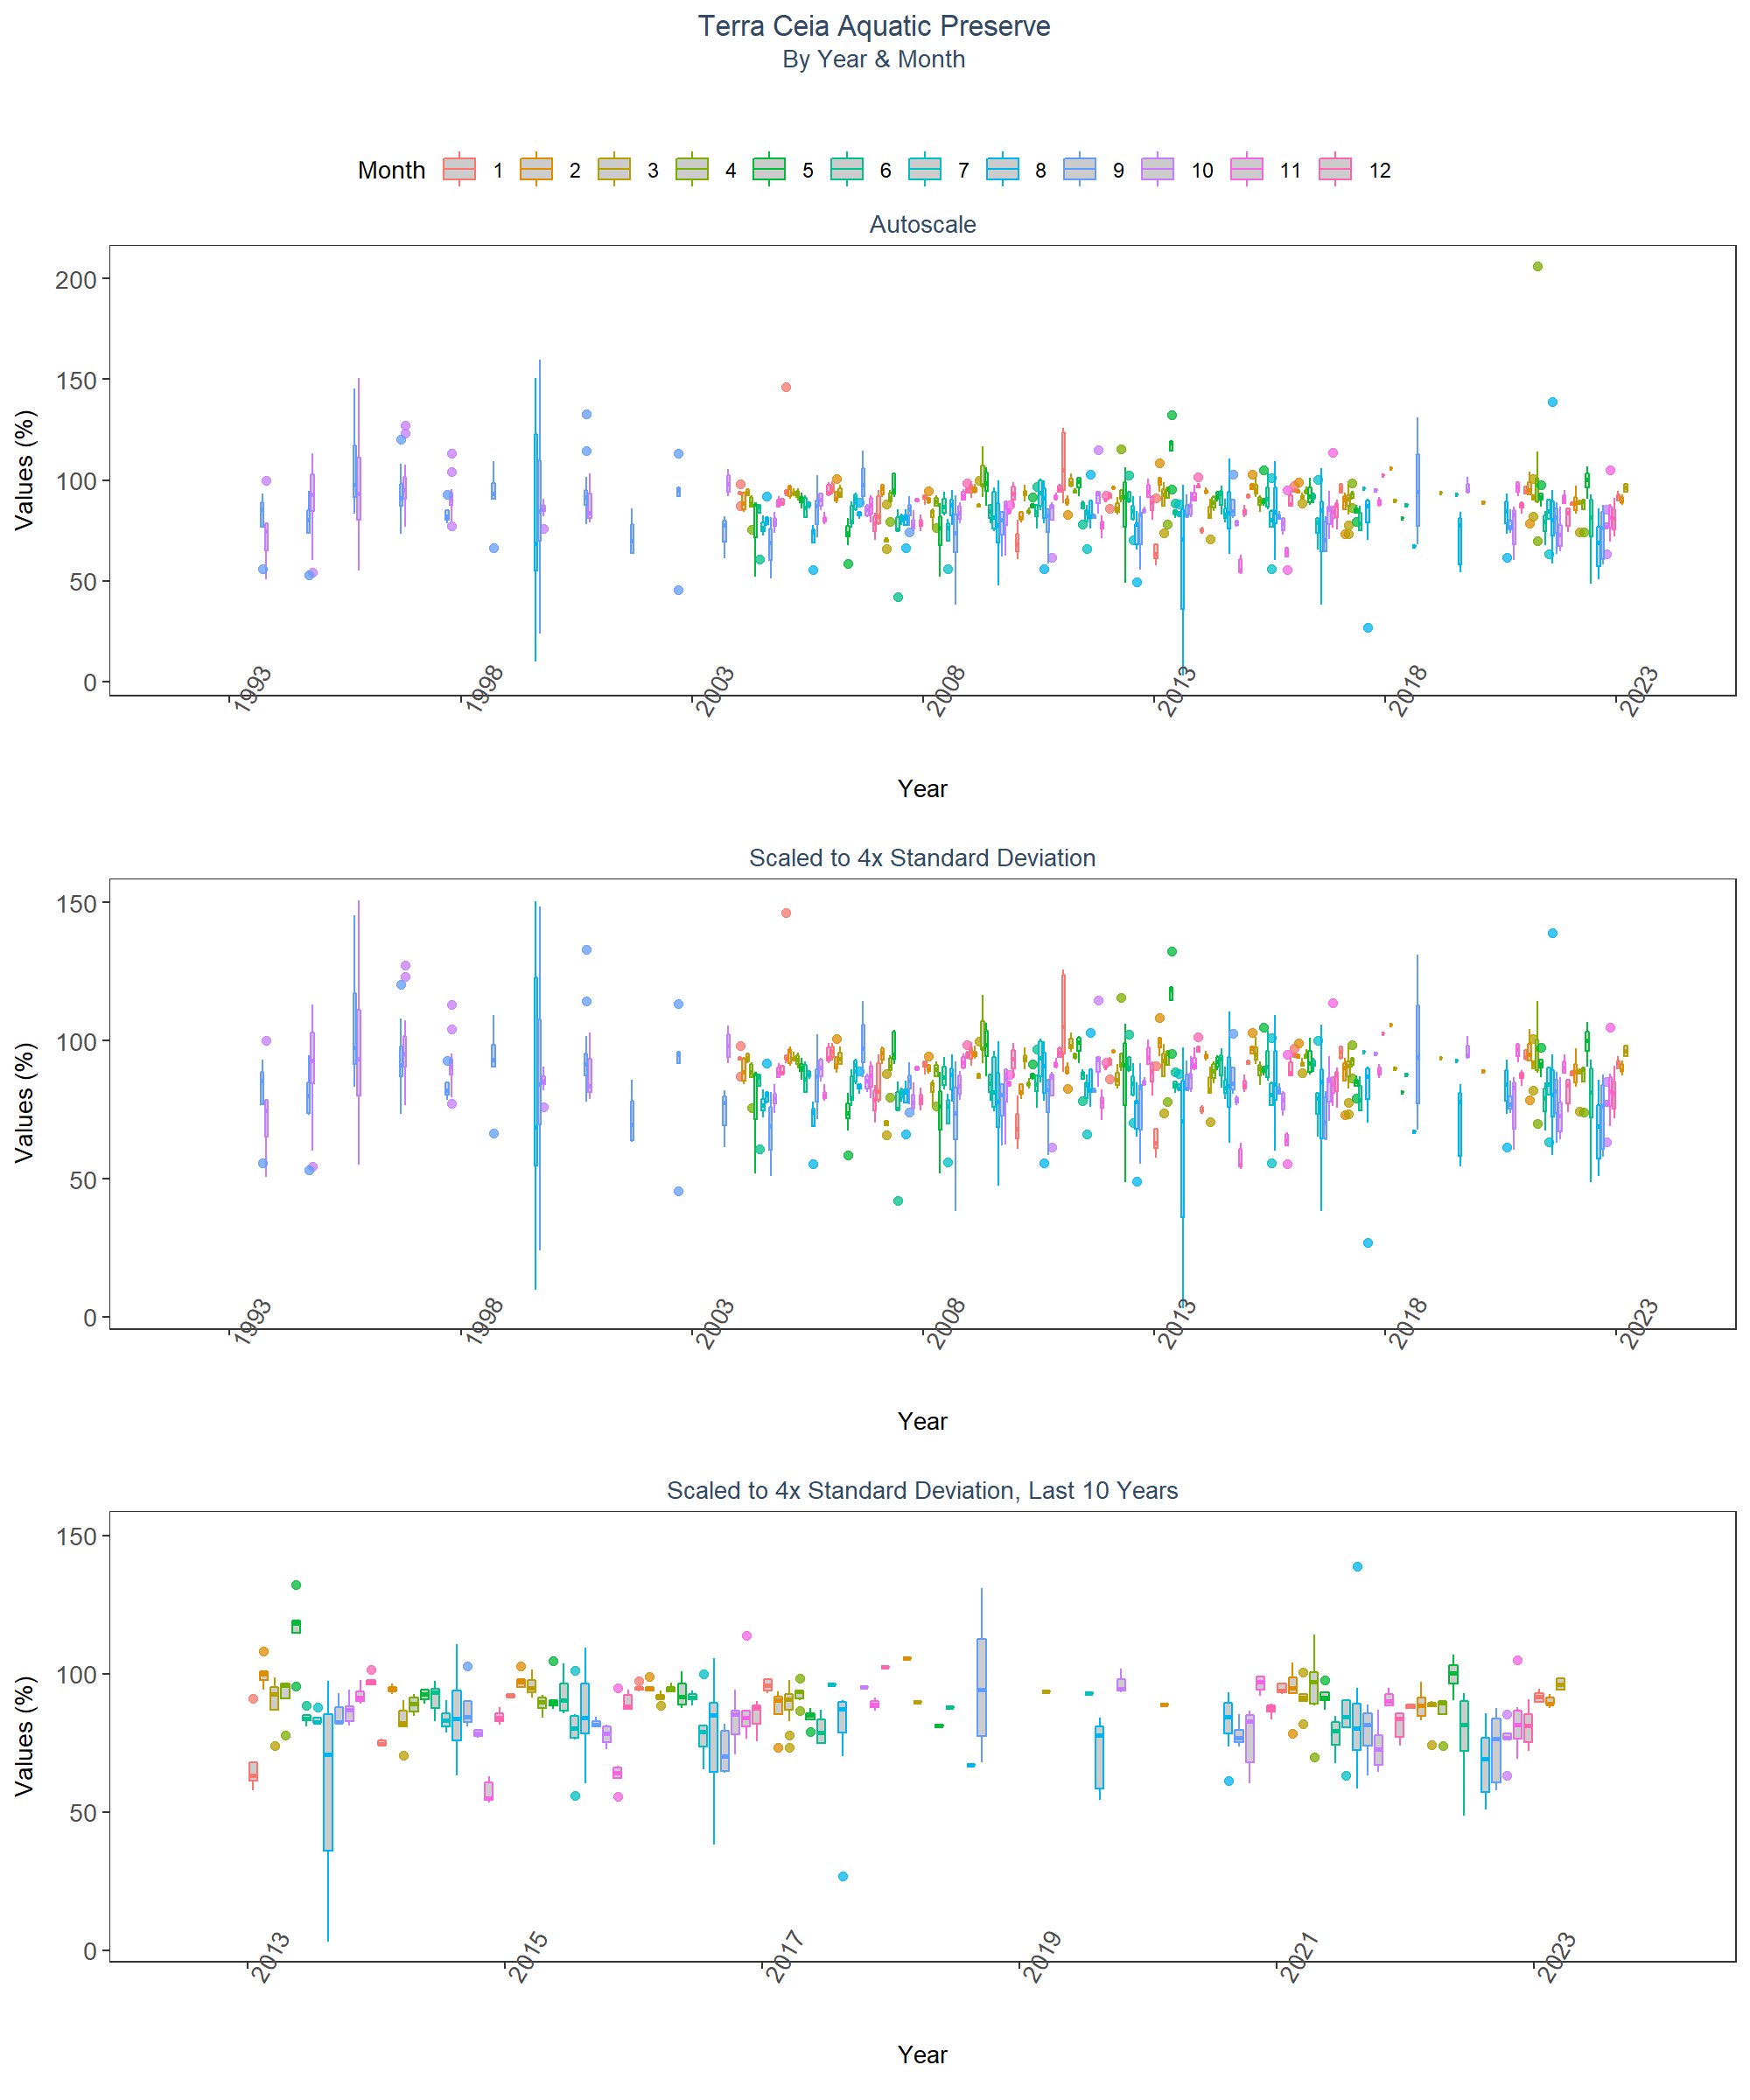 Terra Ceia Aquatic Preserve
By Year & Month
Month 1 2 3 4 5 6 7 8 9 10 11 12
Autoscale
Values (%)
200
150
100
50
0
1993 1998 2003 2008 2013 2018 2023
Year
Scaled to 4x Standard Deviation
Values (%)
150
100
50
0
1993 1998 2003 2008 2013 2018 2023
Year
Scaled to 4x Standard Deviation, Last 10 Years
Values (%)
150
100
50
0
2013 2015 2017 2019 2021 2023
Year